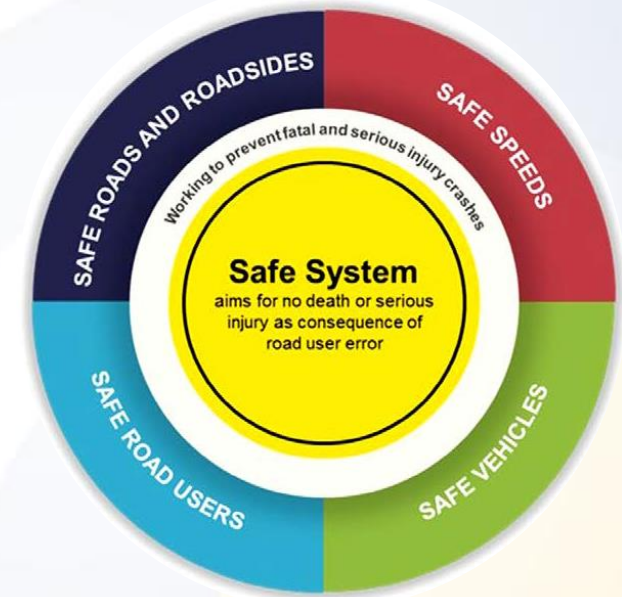 SAFE ROADS AND ROADSIDES
SAFE SPEEDS
Working to prevent fatal and serious injury crashes
Safe System
aims for no death or serious
injury as consequence of
road user error
SAFE ROAD USERS
SAFE VEHICLES